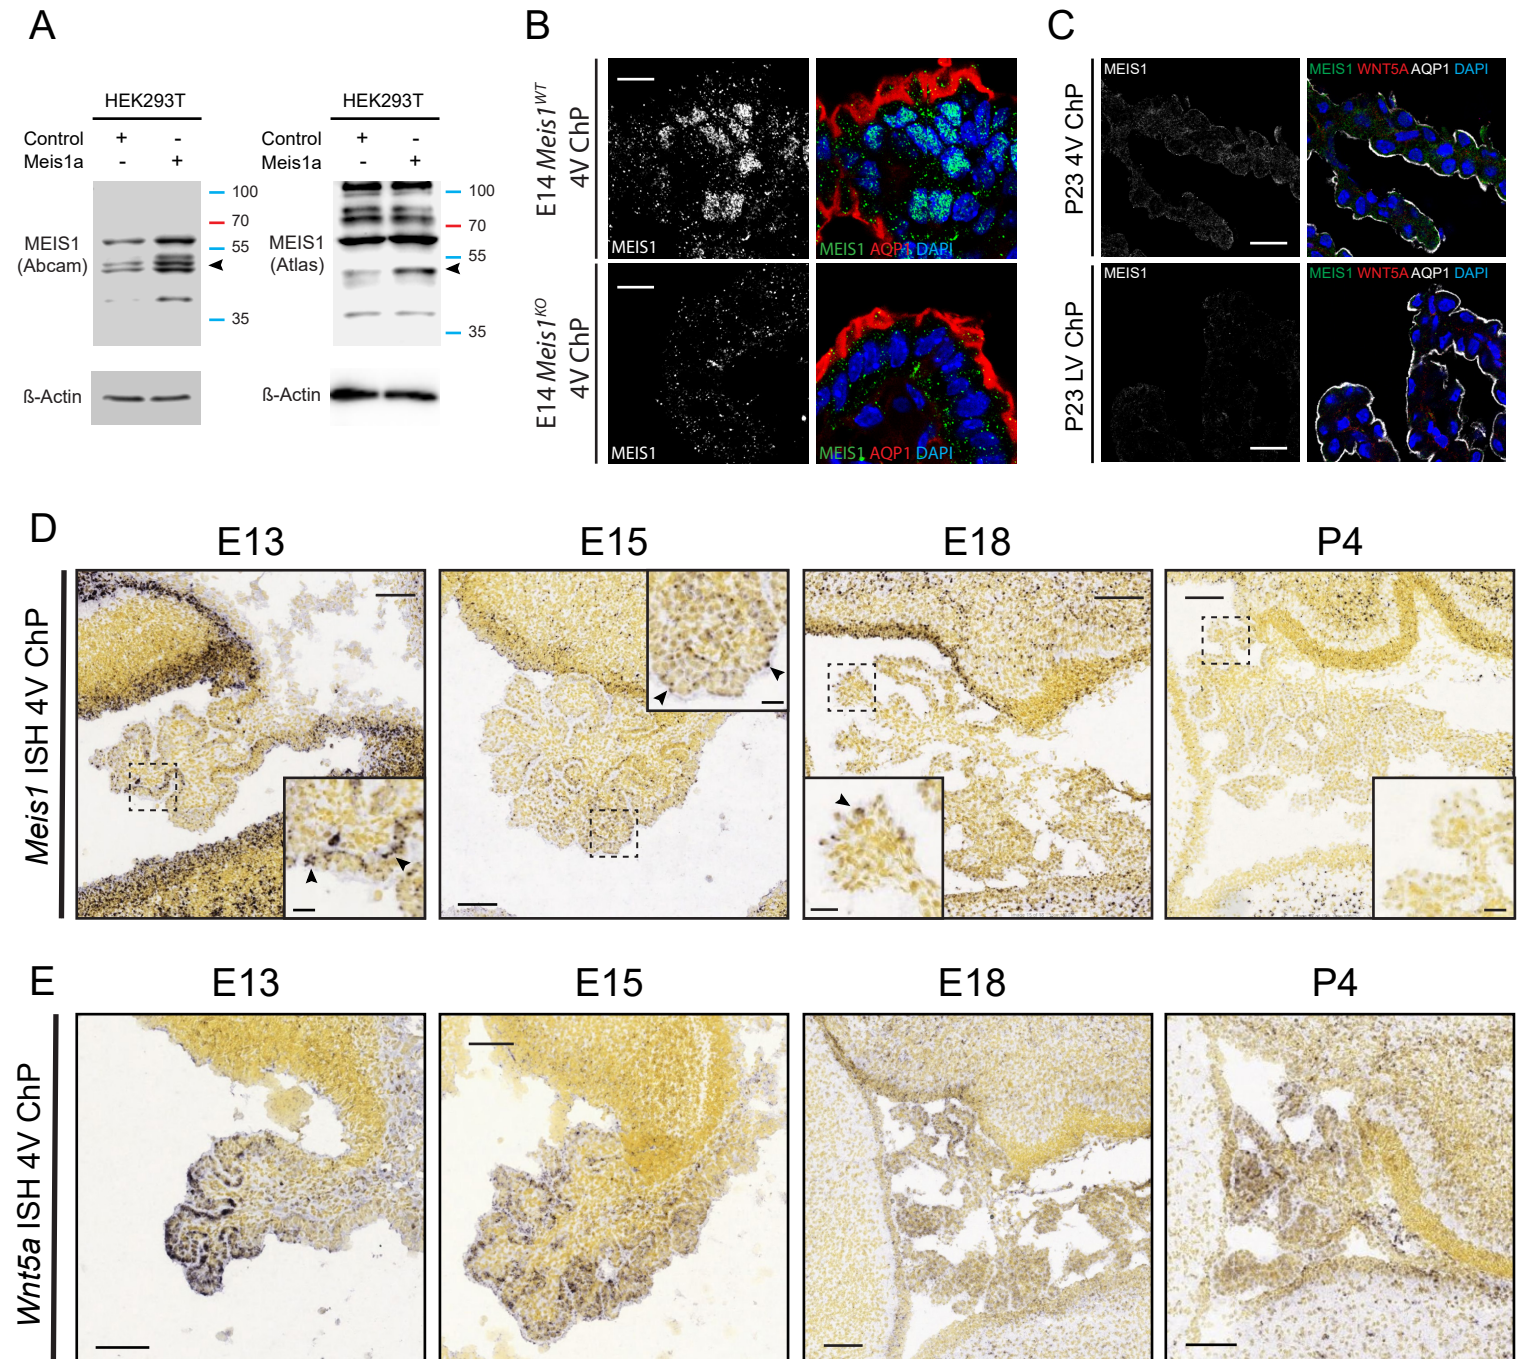 A
HEK293T
Control + -
Meis1a - +
MEIS1
(Abcam)
100
70
55
35
ß-Actin
HEK293T
Control + -
Meis1a - +
MEIS1
(Atlas)
100
70
55
35
ß-Actin
B
E14 Meis1WT
4V ChP
MEIS1
MEIS1 AQP1 DAPI
E14 Meis1KO
4V ChP
MEIS1
MEIS1 AQP1 DAPI
C
P23 4V ChP
MEIS1
MEIS1 WNT5A AQP1 DAPI
P23 LV ChP
MEIS1
MEIS1 WNT5A AQP1 DAPI
D
E13 E15 E18 P4
Meis1 ISH 4V ChP
E
E13 E15 E18 P4
Wnt5a ISH 4V ChP